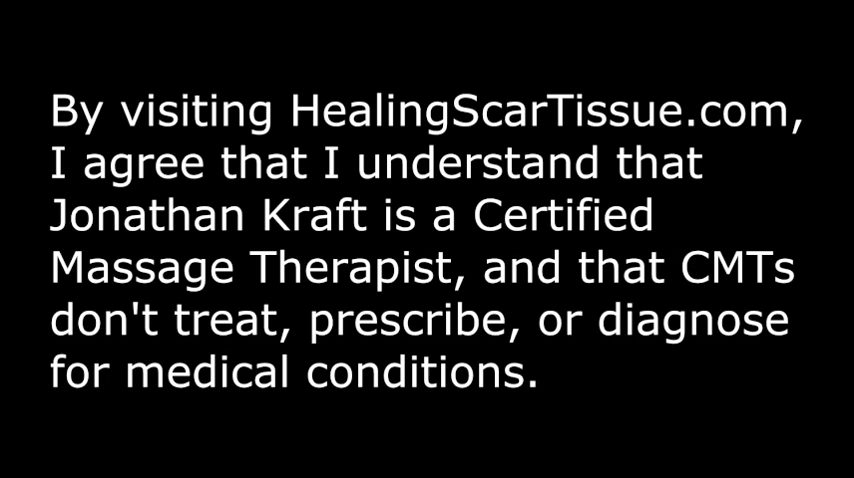 By visiting HealingScarTissue.com,
I agree that I understand that
Jonathan Kraft is a Certified
Massage Therapist, and that CMTs
don't treat, prescribe, or diagnose
for medical conditions.